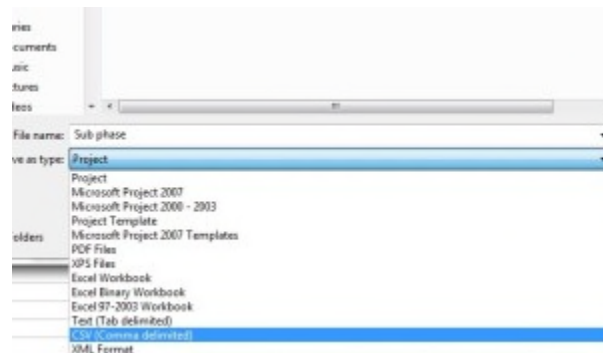 ries
cuments
usic
tures
deos
File name: Sub phase
ve as type: Project
Project
Microsoft Project 2007
Microsoft Project 2000 - 2003
Project Template
Microsoft Project 2007 Templates
olders
PDF Files
XPS Files
Excel Workbook
Excel Binary Workbook
Excel 97-2003 Workbook
Text (Tab delimited)
CSV (Comma delimited)
XML Format